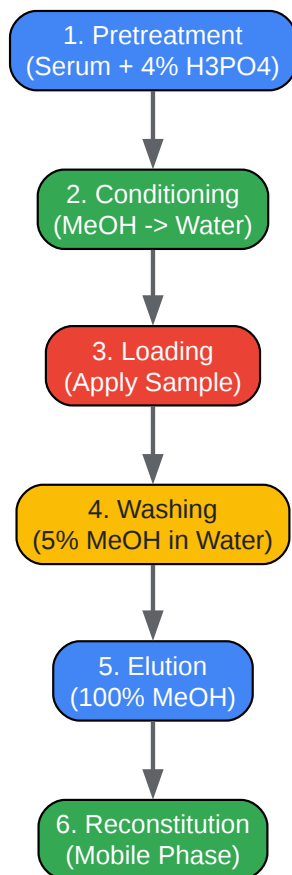 1. Pretreatment
(Serum + 4% H3PO4)
2. Conditioning
(MeOH -> Water)
3. Loading
(Apply Sample)
4. Washing
(5% MeOH in Water)
5. Elution
(100% MeOH)
6. Reconstitution
(Mobile Phase)